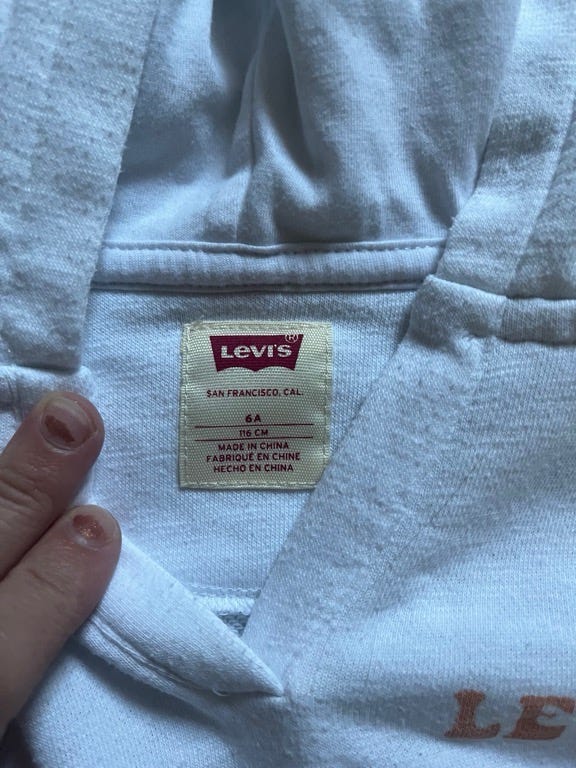 LEVI'S®
SAN FRANCISCO, CAL.
6A
116 CM
MADE IN CHINA
FABRIQUÉ EN CHINE
HECHO EN CHINA
LE